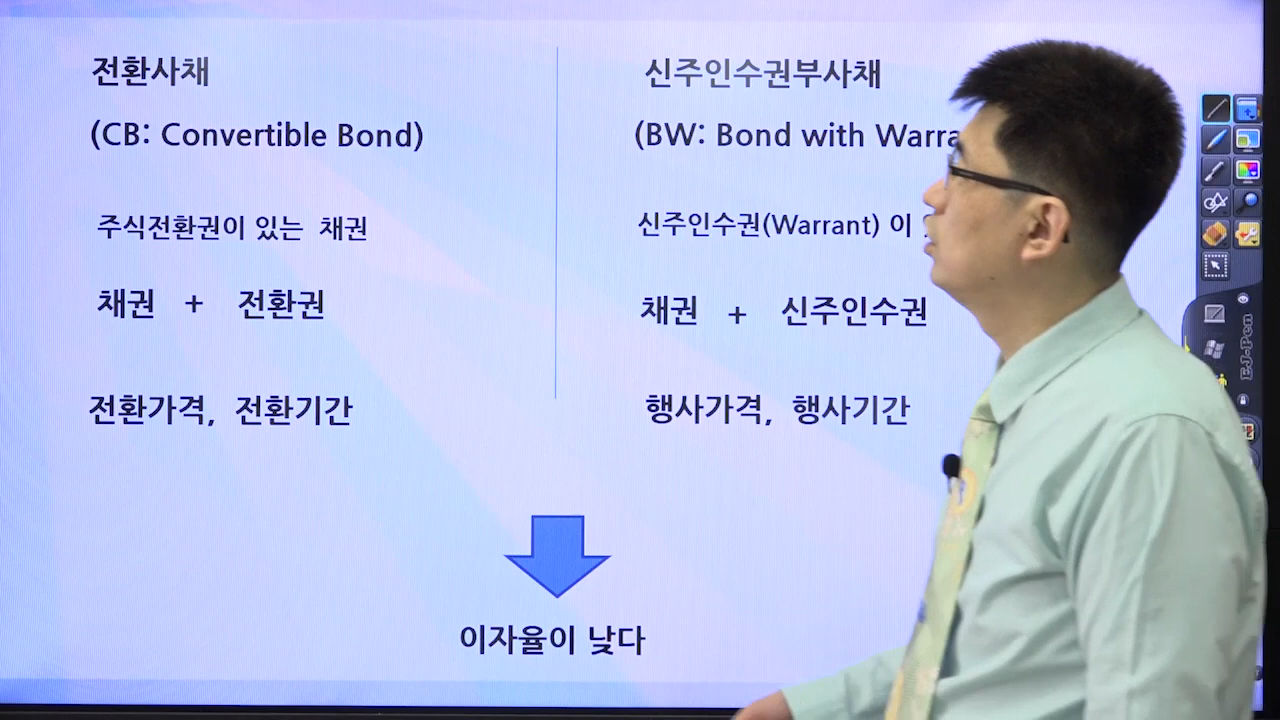 전환사채
(CB: Convertible Bond)
주식전환권이 있는 채권
채권 + 전환권
전환가격, 전환기간
신주인수권부사채
(BW: Bond with
신주인수권(Warrant) 이
채권 + 신주인수권
행사가격, 행사기간
이자율이 낮다
EJ-Pen